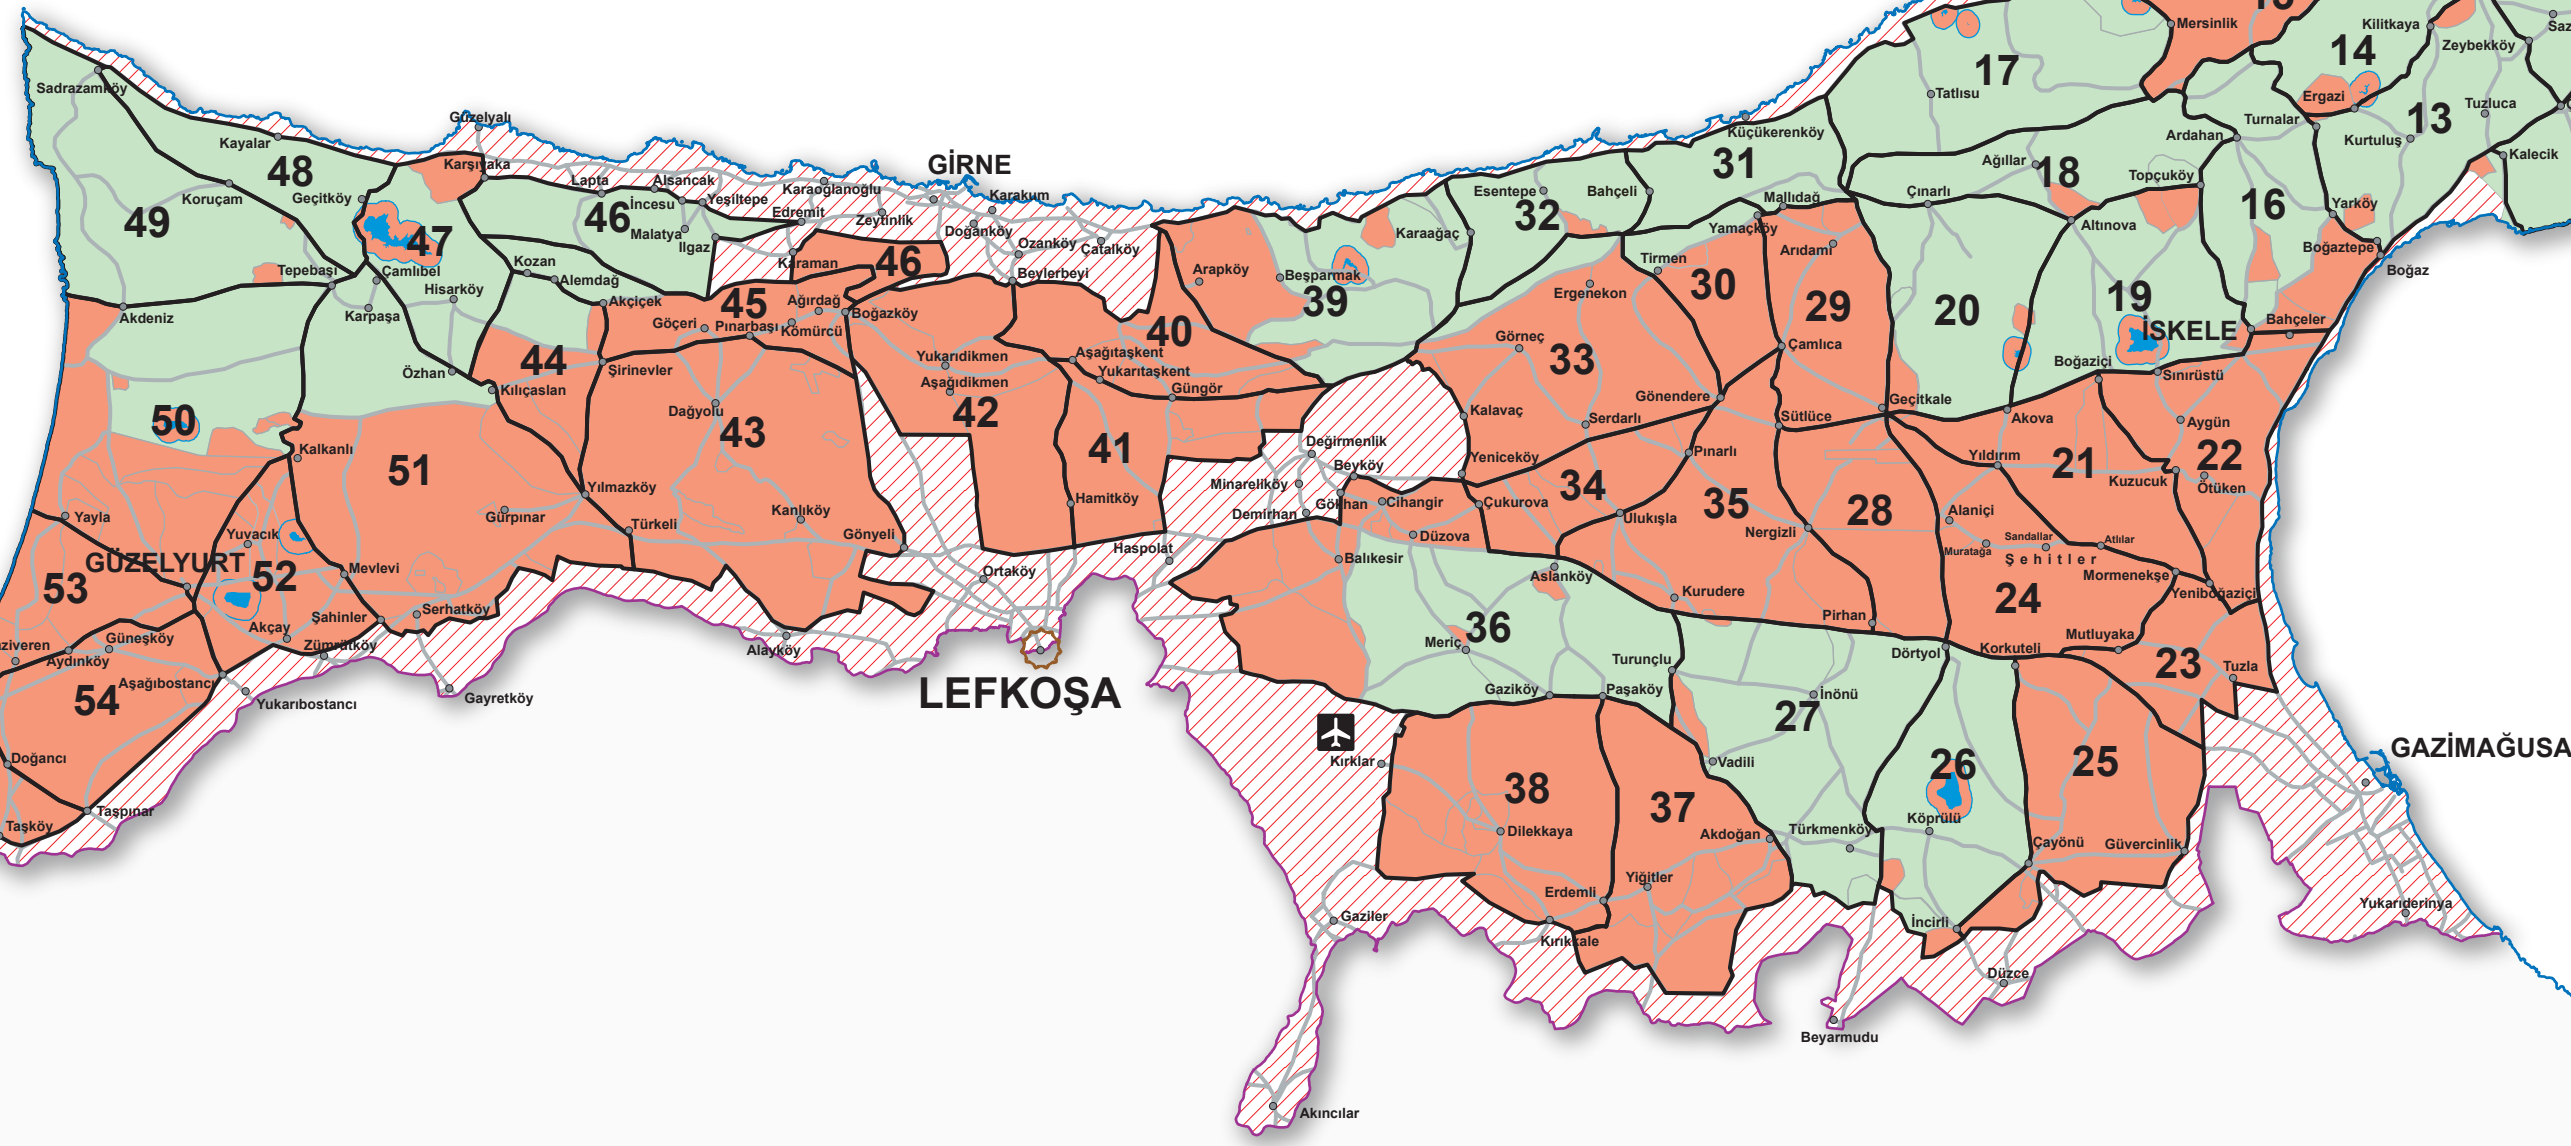 15
Mersinlik
Kilitkaya
14
Zeybekköy
17
Sadrazamköy
Tatlısu
Ergazi
Tuzluca
Güzelyalı
Küçükerenköy
Turnalar
13
Kayalar
Ardahan
Kurtuluş
GİRNE
Karşıyaka
31
Ağıllar
18
Kalecik
48
Lapta
Alsancak
Karaoğlanoğlu
Karakum
Esentepe
Bahçeli
Topçuköy
Koruçam
Geçitköy
Yeşiltepe
Mallıdağ
Çınarlı
16
Yarköy
49
46
İncesu
Edremit
Zeytinlik
Doğanköy
32
Yamaçköy
Altınova
47
Malatya
Ilgaz
Ozanköy
Çatalköy
Karaağaç
Arıdamı
Boğaztepe
Tepebaşı
Çamlıbel
Kozan
Karaman
46
Tirmen
Boğaz
Alemdağ
Beylerbeyi
Arapköy
Beşparmak
30
Hisarköy
Akçiçek
45
Ağırdağ
39
Ergenekon
29
20
19
Akdeniz
Karpaşa
Göçeri
Pınarbaşı
Kömürcü
Boğazköy
40
Görneç
İSKELE
Bahçeler
44
Yukarıdikmen
Aşağıtaşkent
33
Çamlıca
Boğaziçi
Özhan
Şirinevler
Yukarıtaşkent
Sınırüstü
Kılıçaslan
Aşağıdikmen
Güngör
Gönendere
Geçitkale
50
Dağyolu
42
Kalavaç
Serdarlı
Sütlüce
Akova
Aygün
43
Değirmenlik
Kalkanlı
51
41
Beyköy
Yeniceköy
Pınarlı
Yıldırım
21
22
Yılmazköy
Minareliköy
34
Kuzucuk
Ötüken
Hamitköy
Gökhan
Cihangir
Çukurova
35
28
Yayla
Gürpınar
Türkeli
Kanlıköy
Demirhan
Ulukışla
Alaniçi
Yuvacık
Gönyeli
Düzova
Nergizli
Sandallar
Atlılar
GÜZELYURT
Haspolat
Muratağa
Şehitler
52
Mevlevi
Ortaköy
Balıkesir
Aslanköy
Mormenekşe
53
Kurudere
24
Yeniboğaziçi
Şahinler
Serhatköy
36
Pirhan
Akçay
Güneşköy
Zümrütköy
Alayköy
Meriç
Mutluyaka
Aydınköy
Dörtyol
Korkuteli
23
Aşağıbostancı
Turunçlu
Tuzla
54
Yukarıbostancı
Gayretköy
LEFKOŞA
Gaziköy
Paşaköy
İnönü
27
GAZİMAĞUSA
Doğancı
Kırklar
Vadili
26
25
38
37
Taşpınar
Köprülü
Taşköy
Dilekkaya
Akdoğan
Türkmenköy
Çayönü
Güvercinlik
Erdemli
Yiğitler
Gaziler
İncirli
Yukarıderinya
Kırıkkale
Düzce
Beyarmudu
Akıncılar